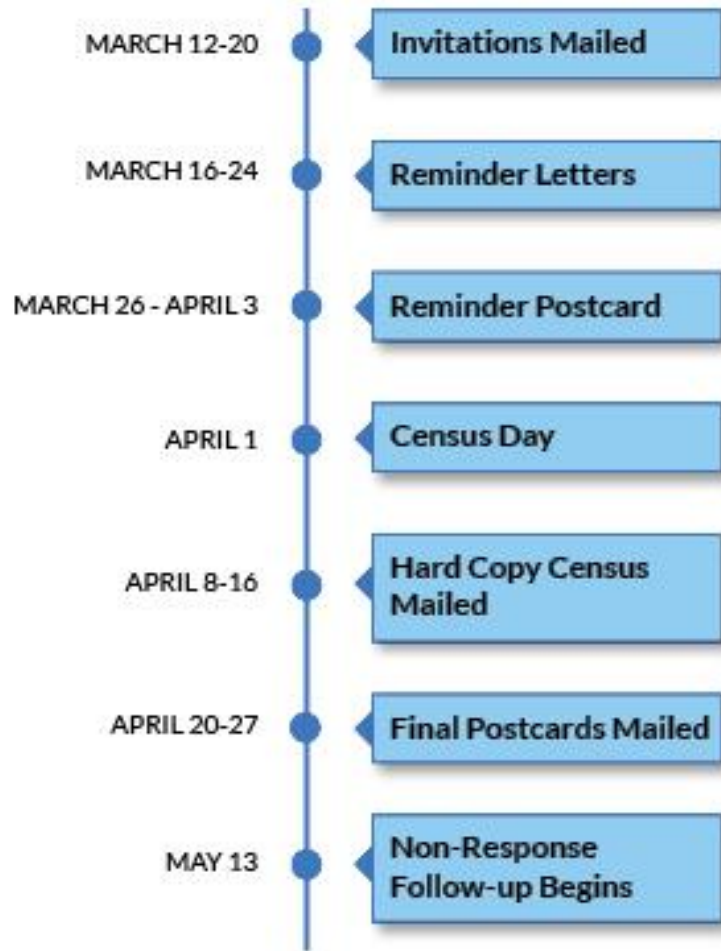 MARCH 12-20
Invitations Mailed
MARCH 16-24
Reminder Letters
MARCH 26 - APRIL 3
Reminder Postcard
APRIL 1
Census Day
APRIL 8-16
Hard Copy Census
Mailed
APRIL 20-27
Final Postcards Mailed
MAY 13
Non-Response
Follow-up Begins